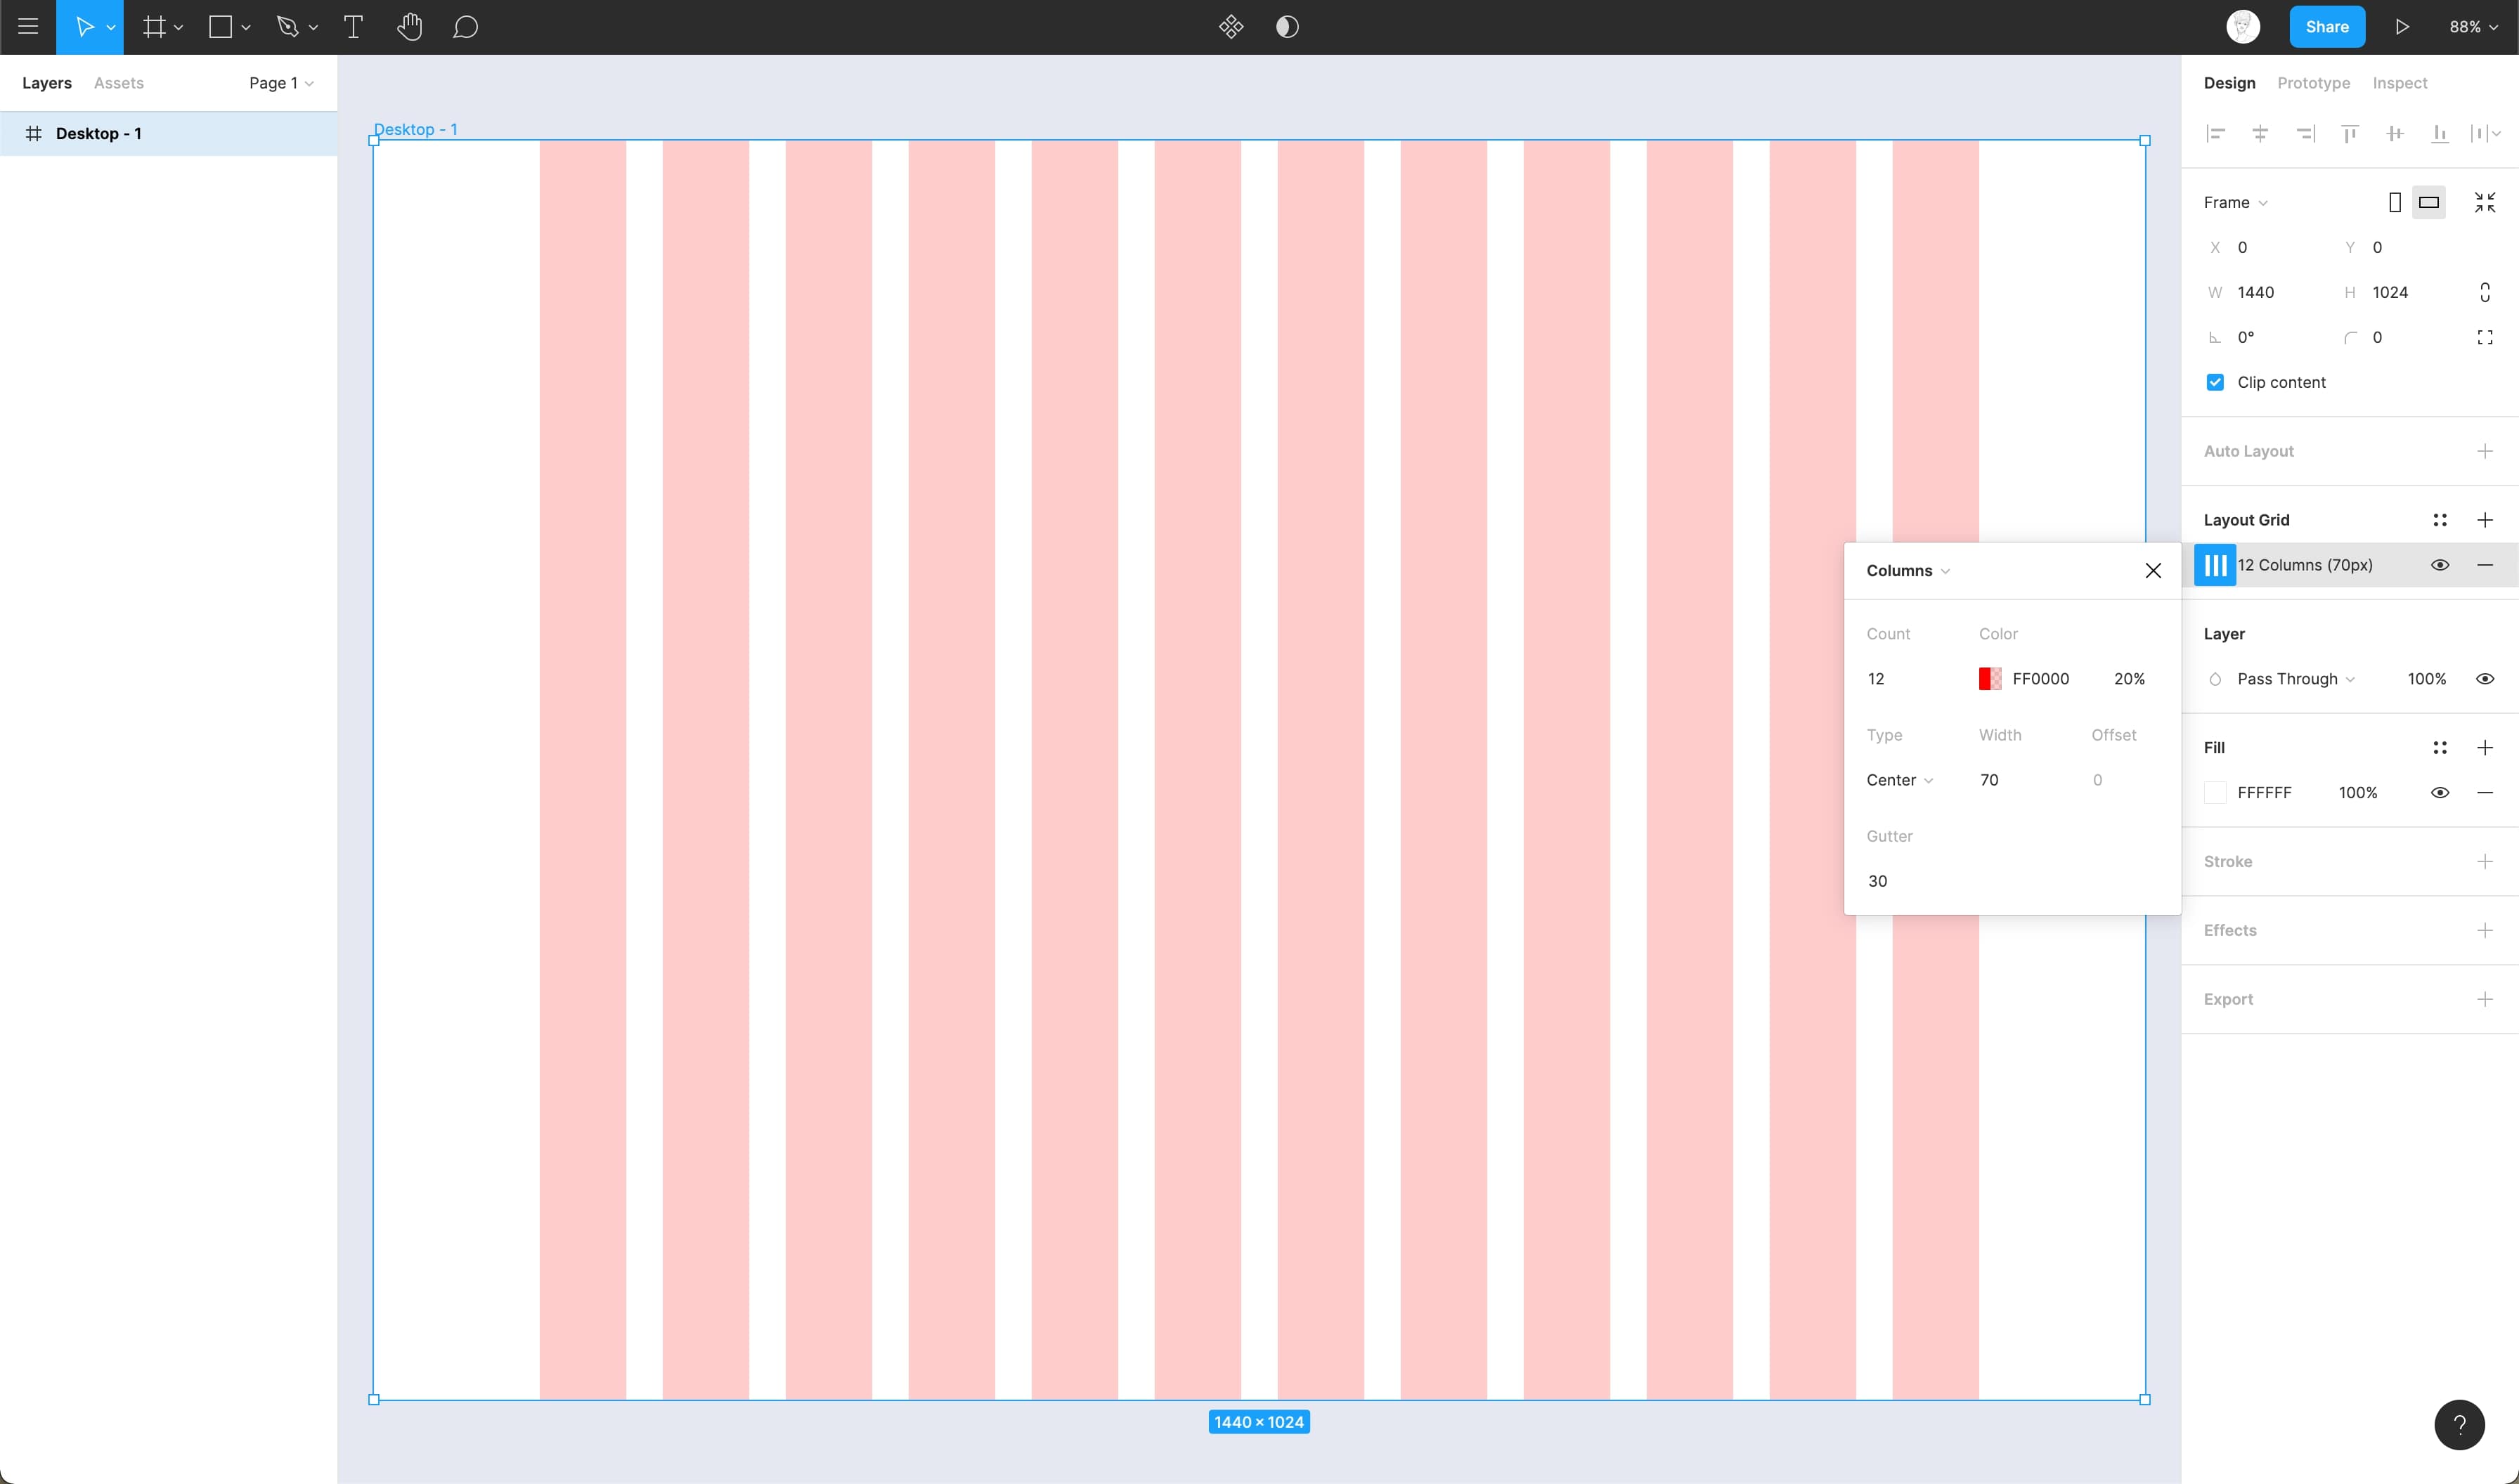 Share
88%
Layers
Assets
Page 1
Design
Prototype
Inspect
Desktop - 1
Desktop - 1
Frame
X 0
Y 0
W 1440
H 1024
0°
0
Clip content
Auto Layout
Layout Grid
12 Columns (70px)
Columns
Count
Color
12
FF0000
20%
Type
Width
Offset
Center
70
0
Gutter
30
Layer
Pass Through
100%
Fill
FFFFFF
100%
Stroke
Effects
Export
1440 × 1024
?